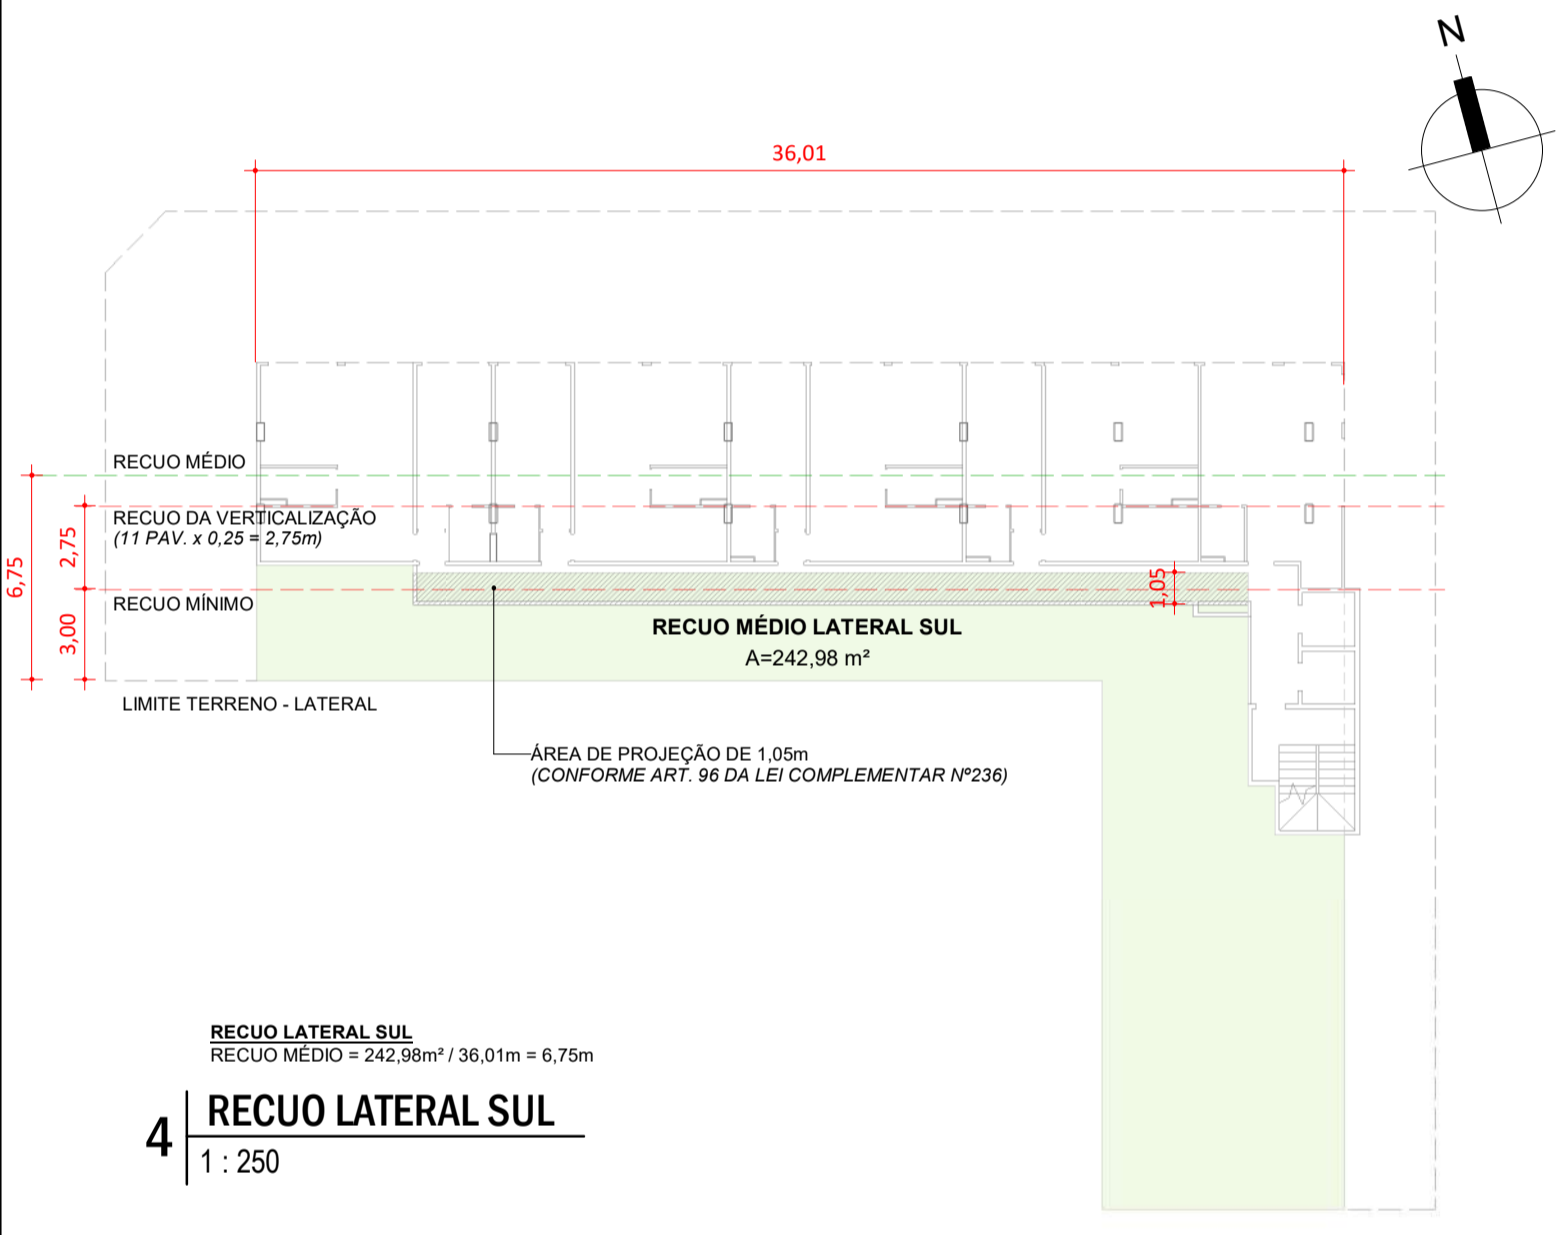 N
36,01
RECUO MÉDIO
RECUO DA VERTICALIZAÇÃO
(11 PAV. x 0,25 = 2,75m)
2,75
6,75
RECUO MÍNIMO
3,00
1,05
RECUO MÉDIO LATERAL SUL
A=242,98 m²
LIMITE TERRENO - LATERAL
ÁREA DE PROJEÇÃO DE 1,05m
(CONFORME ART. 96 DA LEI COMPLEMENTAR Nº236)
RECUO LATERAL SUL
RECUO MÉDIO = 242,98m² / 36,01m = 6,75m
4
RECUO LATERAL SUL
1 : 250